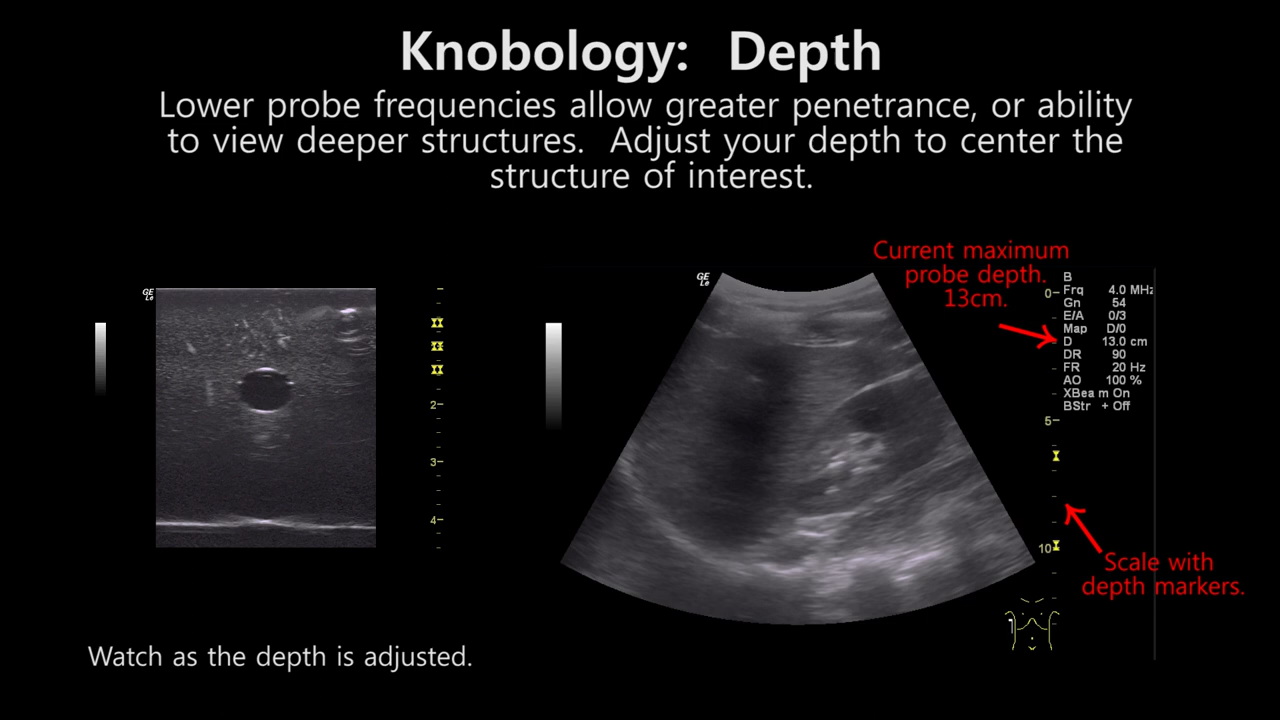 Knobology: Depth
Lower probe frequencies allow greater penetrance, or ability
to view deeper structures. Adjust your depth to center the
structure of interest.
Current maximum
probe depth.
13cm.
GE
Le
2
3
4
GE
Le
0
5
10
B
Frq 4.0 MHz
Gn 54
E/A 0/3
Map D/0
D 13.0 cm
DR 90
FR 20 Hz
AO 100 %
XBea m On
BStr + Off
Scale with
depth markers.
Watch as the depth is adjusted.